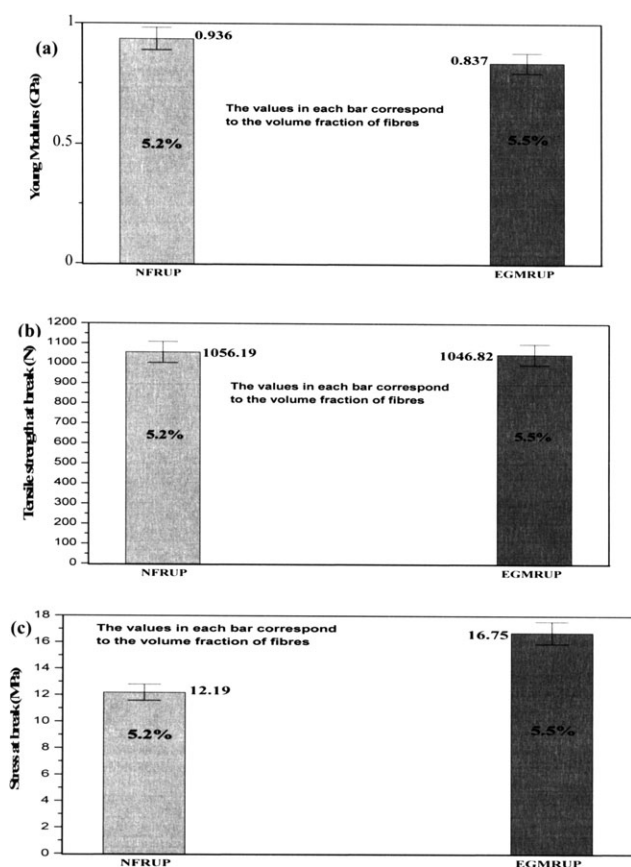 (a)
Young Modulus (GPa)
1
0.5
0
0.936
0.837
The values in each bar correspond
to the volume fraction of fibres
5.2%
5.5%
NFRUP
EGMRUP
(b)
Tensile strength at break (N)
1200
1100
1000
900
800
700
600
500
400
300
200
100
0
1056.19
1046.82
The values in each bar correspond
to the volume fraction of fibres
5.2%
5.5%
NFRUP
EGMRUP
(c)
Stress at break (MPa)
18
16
14
12
10
8
6
4
2
0
The values in each bar correspond
to the volume fraction of fibres
16.75
12.19
5.2%
5.5%
NFRUP
EGMRUP